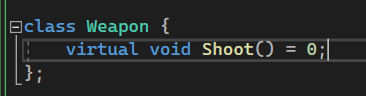 class Weapon {
    virtual void Shoot() = 0;
};